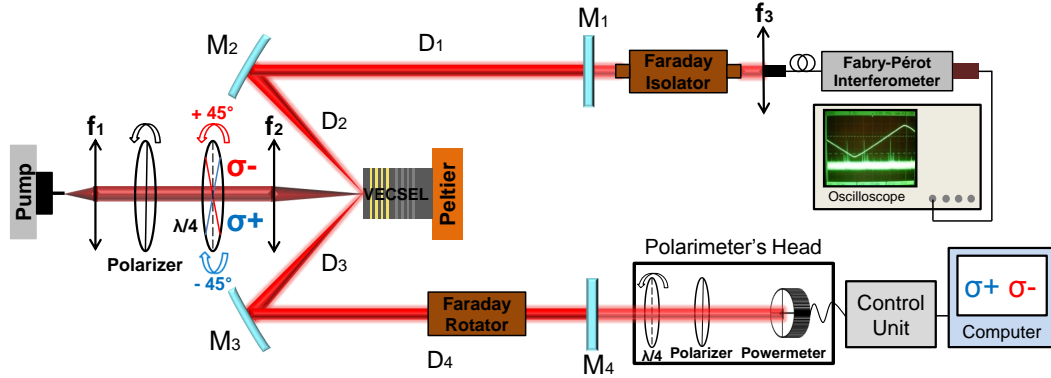 M2
D1
M1
f3
Faraday
Isolator
Fabry-Pérot
Interferometer
+ 45°
f1
f2
D2
σ-
Pump
VECSEL
Peltier
Oscilloscope
σ+
λ/4
Polarizer
- 45°
D3
Polarimeter's Head
M3
Faraday
Rotator
D4
M4
λ/4
Polarizer
Powermeter
Control
Unit
σ+ σ-
Computer